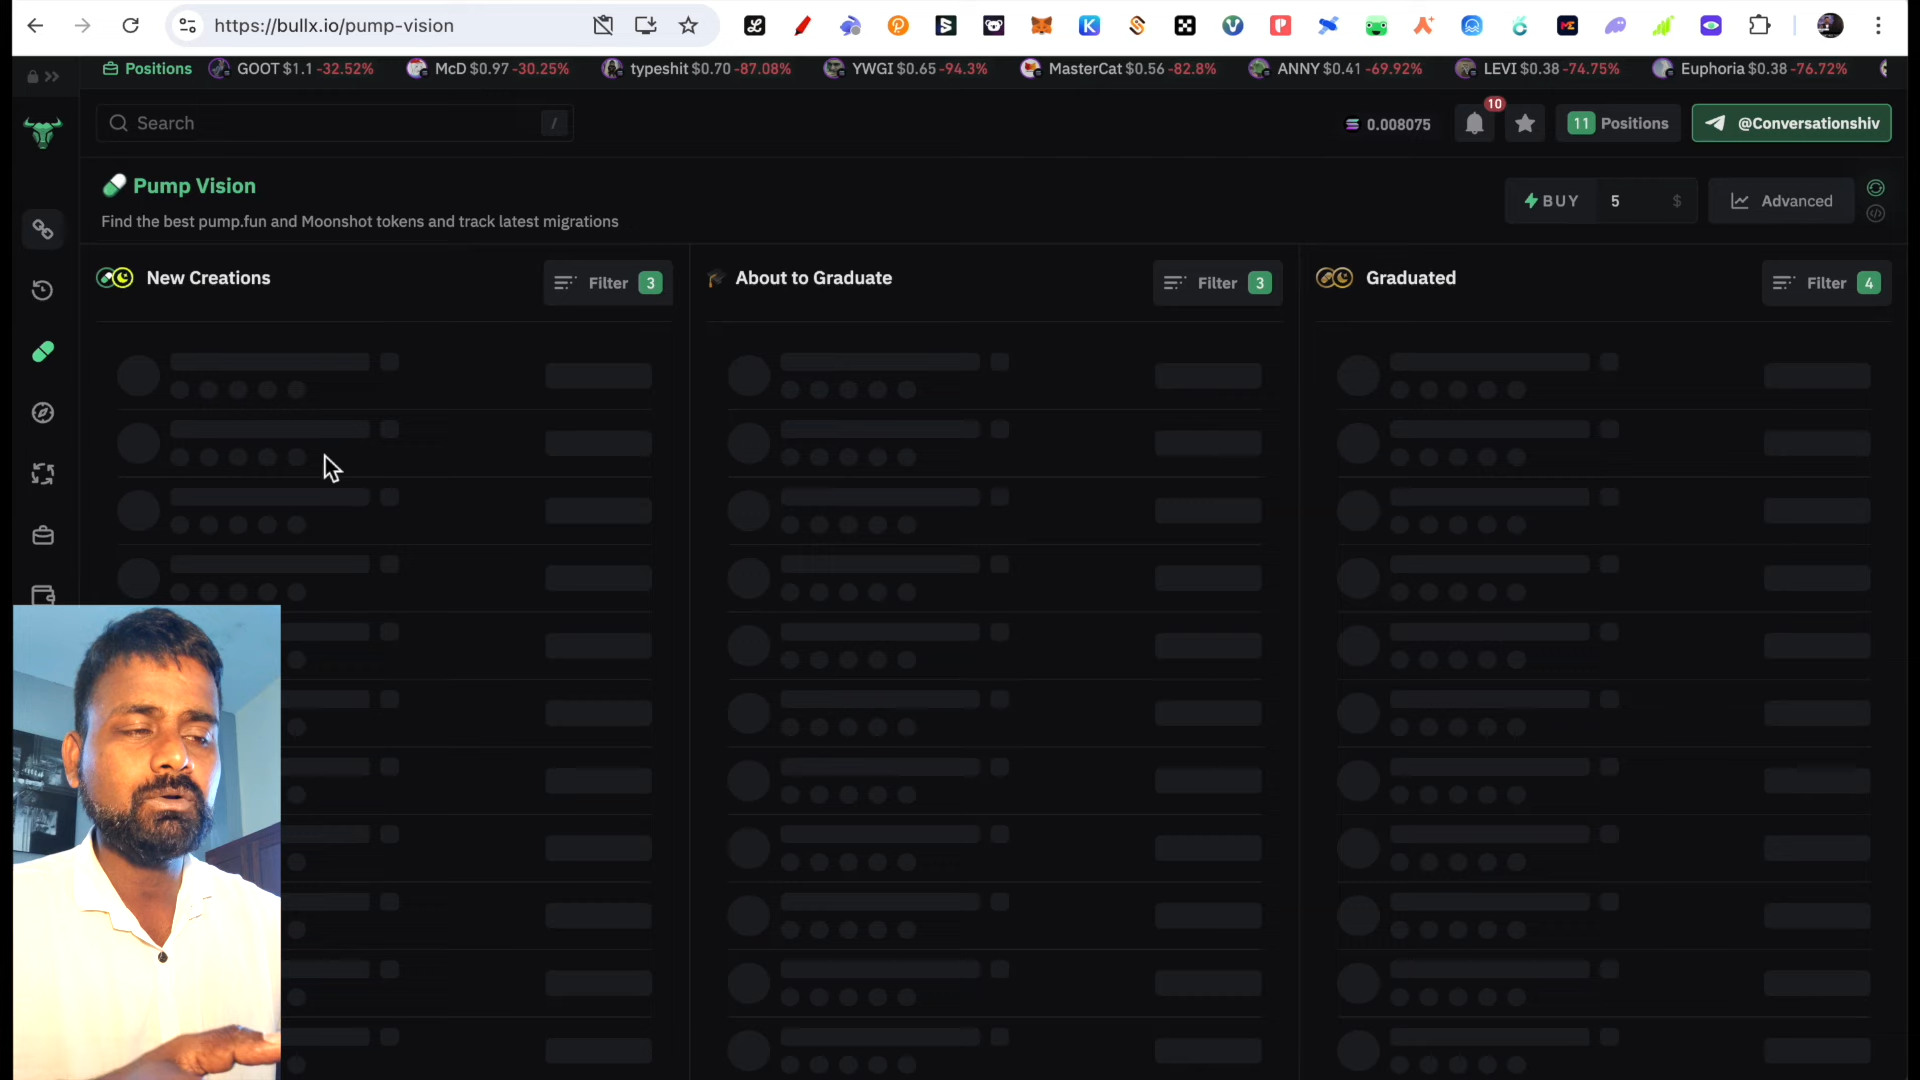 https://bullx.io/pump-vision
Positions GOOT $1.1 -32.52% McD $0.97 -30.25% typeshit $0.70 -87.08% YWGI $0.65 -94.3% MasterCat $0.56 -82.8% ANNY $0.41 -69.92% LEVI $0.38 -74.75% Euphoria $0.38 -76.72%
Search / 0.008075 10 11 Positions @Conversationshiv
Pump Vision
Find the best pump.fun and Moonshot tokens and track latest migrations
BUY 5 $ Advanced
New Creations Filter 3
About to Graduate Filter 3
Graduated Filter 4